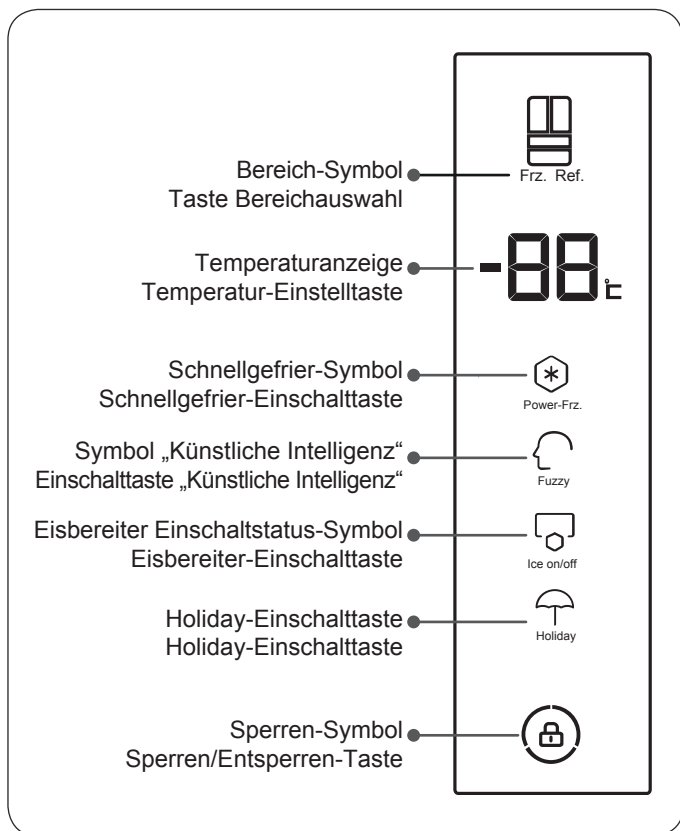 Bereich-Symbol
Taste Bereichauswahl
Frz. Ref.
Temperaturanzeige
Temperatur-Einstelltaste
-88°C
Schnellgefrier-Symbol
Schnellgefrier-Einschalttaste
Power-Frz.
Symbol „Künstliche Intelligenz“
Einschalttaste „Künstliche Intelligenz“
Fuzzy
Eisbereiter Einschaltstatus-Symbol
Eisbereiter-Einschalttaste
Ice on/off
Holiday-Einschalttaste
Holiday-Einschalttaste
Holiday
Sperren-Symbol
Sperren/Entsperren-Taste